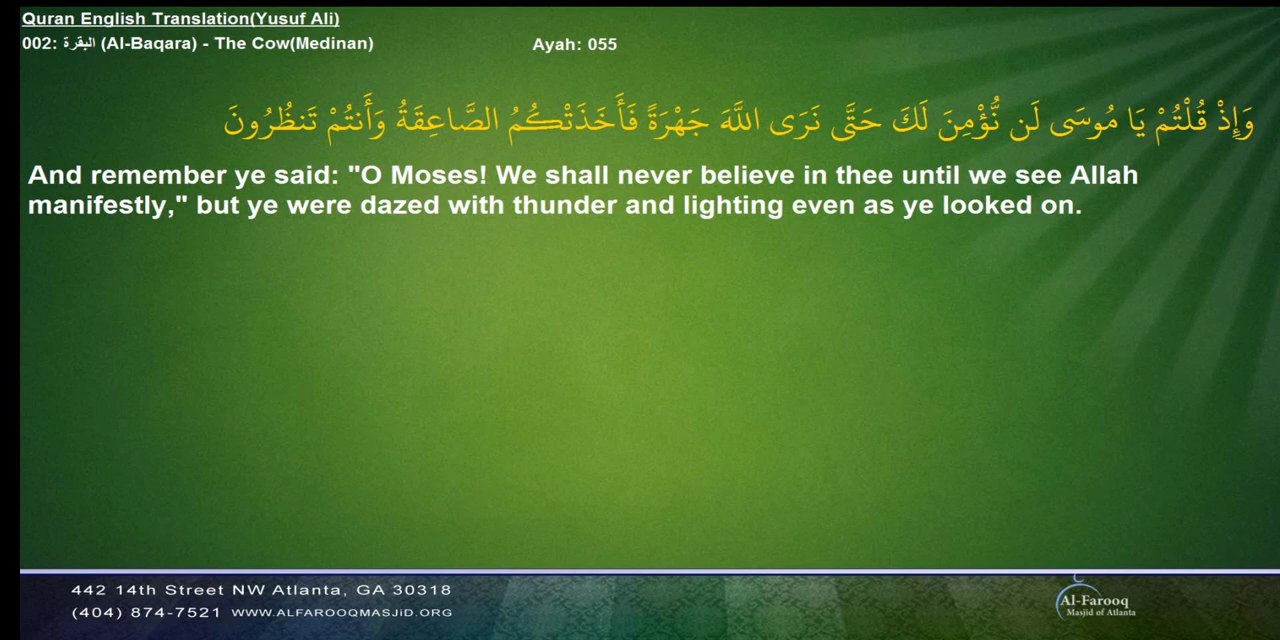 Quran English Translation(Yusuf Ali)
002: البقرة (Al-Baqara) - The Cow(Medinan)
Ayah: 055
وَإِذْ قُلْتُمْ يَا مُوسَى لَن نُّؤْمِنَ لَكَ حَتَّى نَرَى اللَّهَ جَهْرَةً فَأَخَذَتْكُمُ الصَّاعِقَةُ وَأَنتُمْ تَنظُرُونَ
And remember ye said: "O Moses! We shall never believe in thee until we see Allah
manifestly," but ye were dazed with thunder and lighting even as ye looked on.
442 14th Street NW Atlanta, GA 30318
(404) 874-7521 WWW.ALFAROOQMASJiD.ORG
Al-Farooq
Masjid of Atlanta